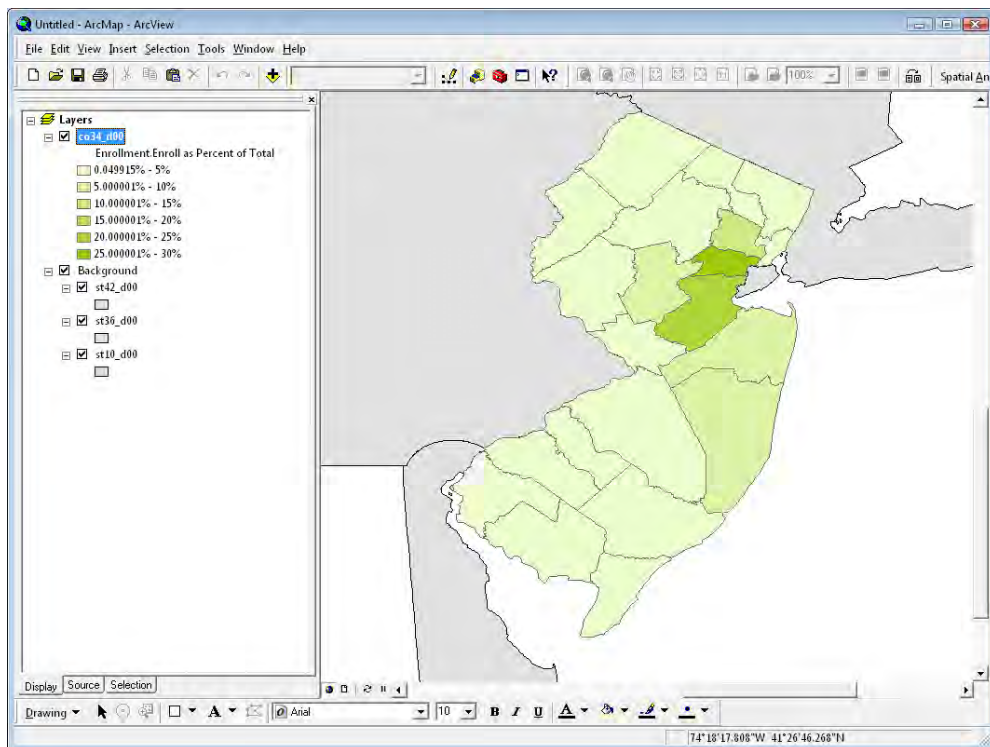 Untitled - ArcMap - ArcView
File Edit View Insert Selection Tools Window Help
100% Spatial An
Layers
co34_d00
Enrollment.Enroll as Percent of Total
0.049915% - 5%
5.000001% - 10%
10.000001% - 15%
15.000001% - 20%
20.000001% - 25%
25.000001% - 30%
Background
st42_d00
st36_d00
st10_d00
Display Source Selection
Drawing A Arial 10 B I U A
74°18'17.808"W 41°26'46.268"N